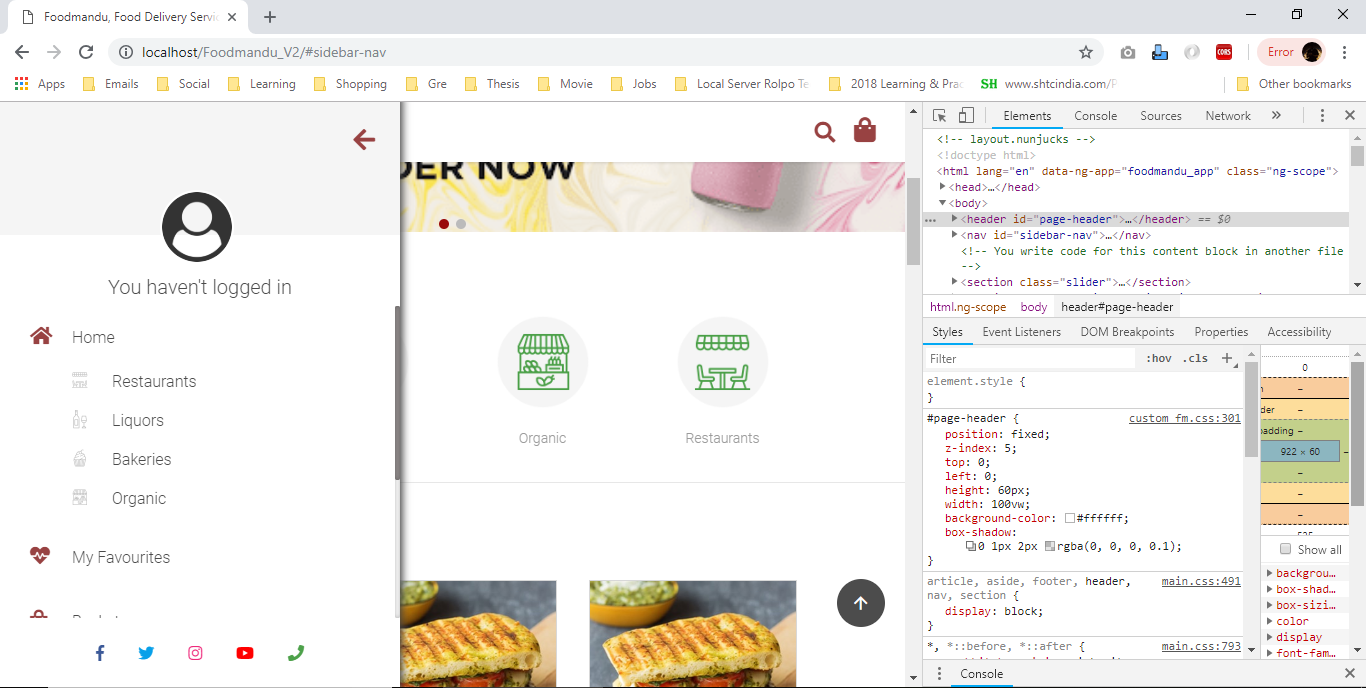 Foodmandu, Food Delivery Servi
localhost/Foodmandu_V2/#sidebar-nav
CORS
Error
Apps Emails Social Learning Shopping Gre Thesis Movie Jobs Local Server Rolpo Te 2018 Learning & Prac SH www.shtcindia.com/P Other bookmarks
DER NOW
You haven't logged in
Home
Restaurants
Liquors
Bakeries
Organic
My Favourites
Organic
Restaurants
Elements Console Sources Network »
<!-- layout.nunjucks -->
<!doctype html>
<html lang="en" data-ng-app="foodmandu_app" class="ng-scope">
<head>…</head>
<body>
<header id="page-header">…</header> == $0
<nav id="sidebar-nav">…</nav>
<!-- You write code for this content block in another file
-->
<section class="slider">…</section>
html.ng-scope body header#page-header
Styles Event Listeners DOM Breakpoints Properties Accessibility
Filter :hov .cls +
element.style {
}
#page-header { custom_fm.css:301
position: fixed;
z-index: 5;
top: 0;
left: 0;
height: 60px;
width: 100vw;
background-color: #ffffff;
box-shadow:
0 1px 2px rgba(0, 0, 0, 0.1);
}
article, aside, footer, header, main.css:491
nav, section {
display: block;
}
*, *::before, *::after { main.css:793
0
–
der –
padding –
922 × 60 –
–
–
–
Show all
backgrou…
box-shad…
box-sizi…
color
display
font-fam…
Console